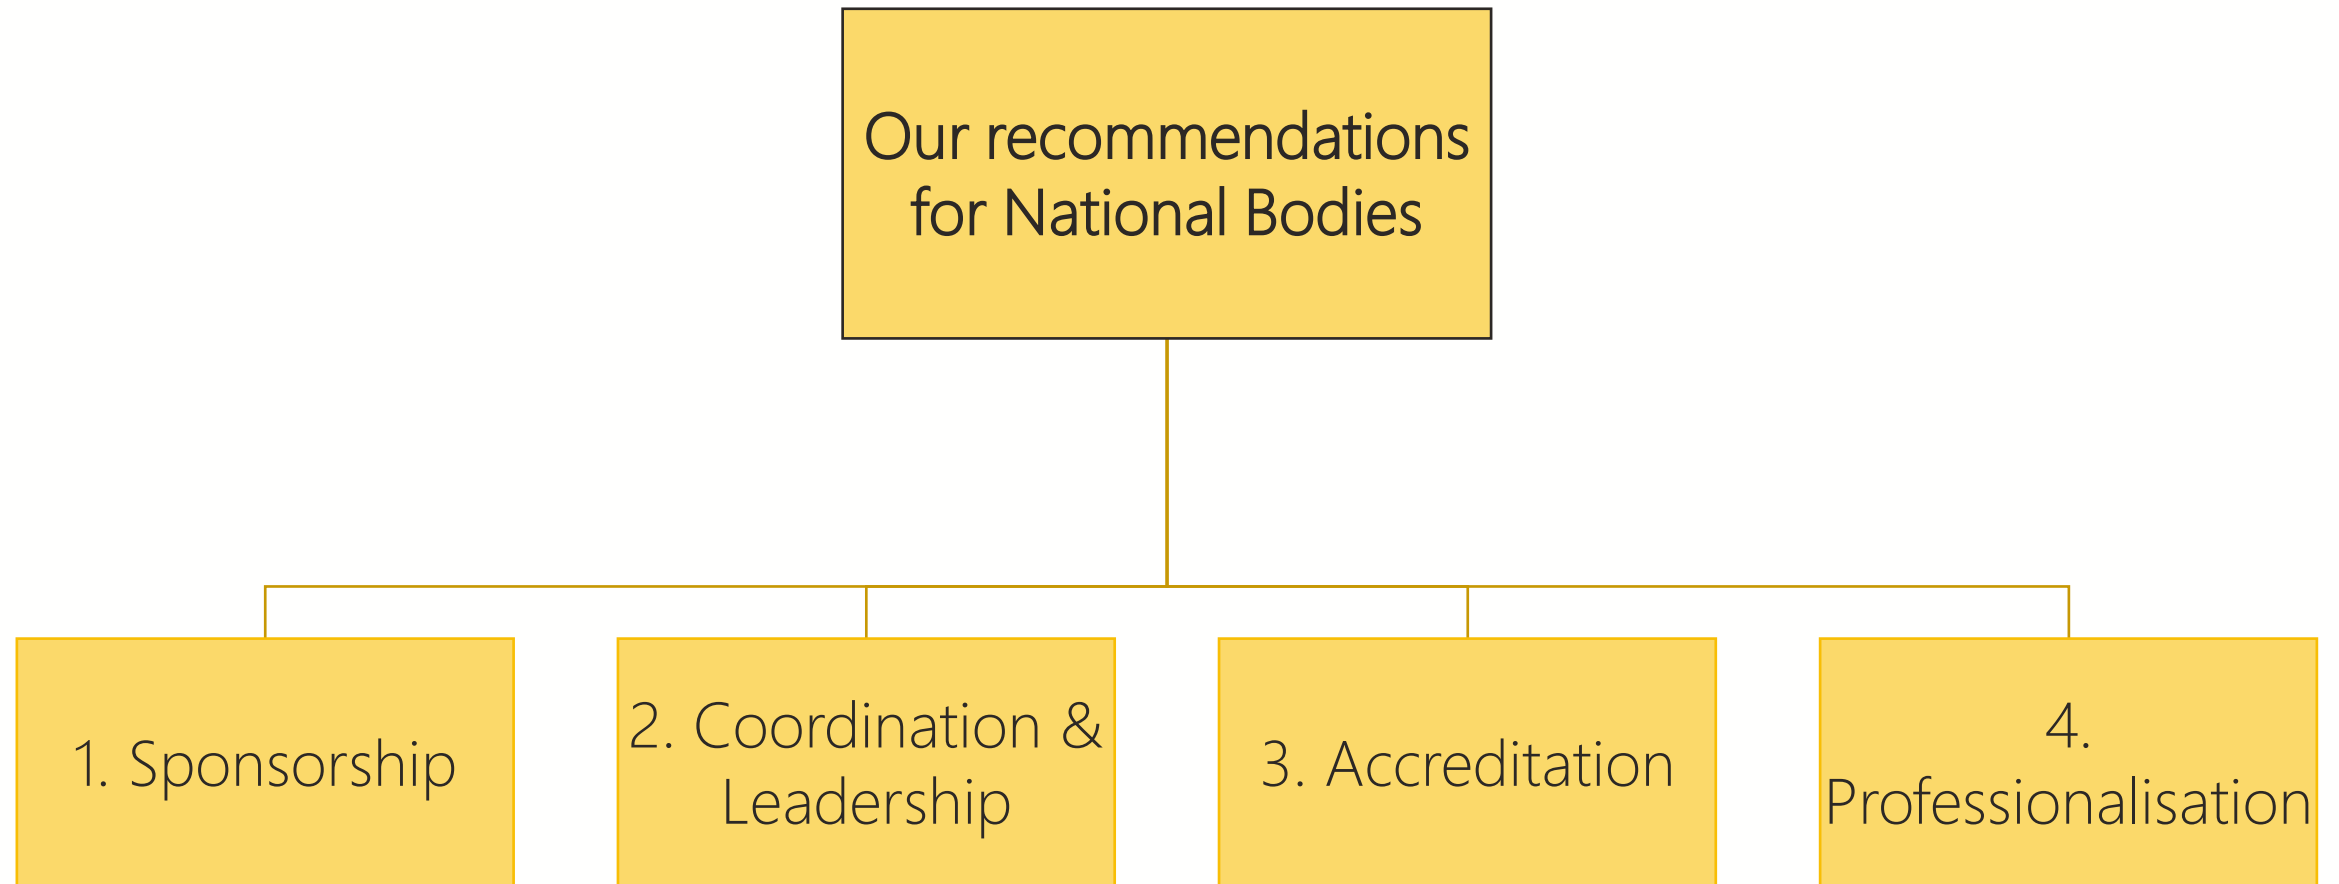 Our recommendations
for National Bodies
1. Sponsorship
2. Coordination &
Leadership
3. Accreditation
4.
Professionalisation